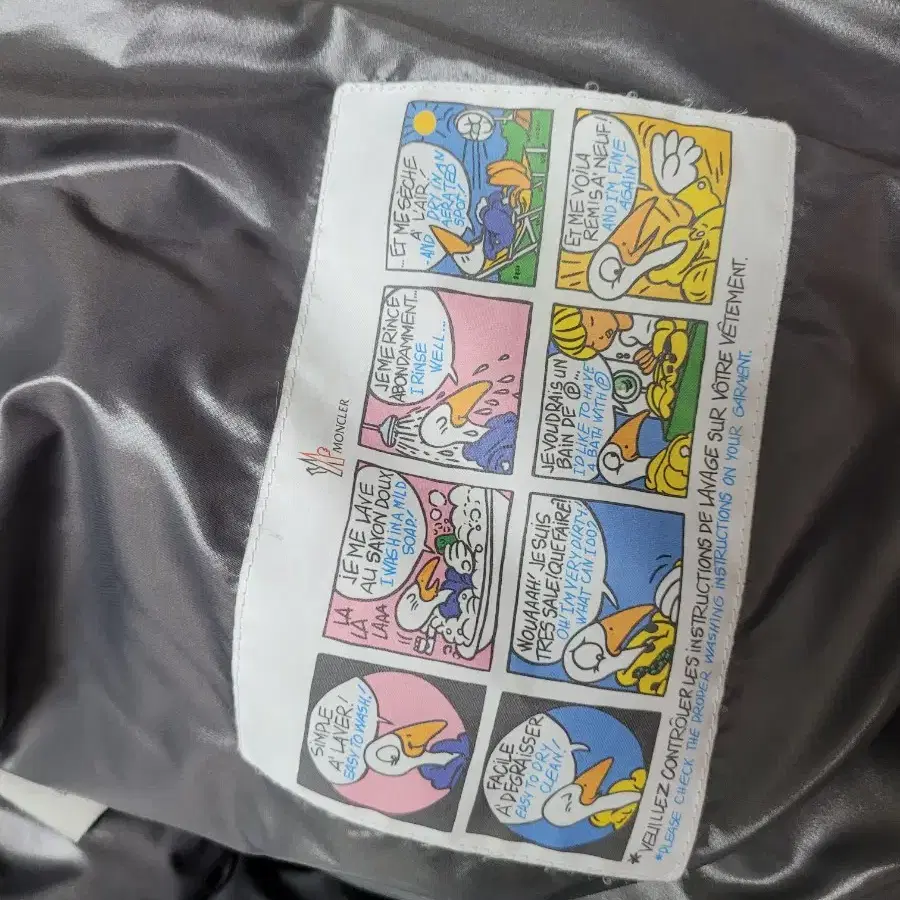 MONCLER
SIMPLE
A' LAVER!
EASY TO WASH!
LA
LA
LAAA
JE ME LAVE
AU SAVON DOUX
I WASH IN A MILD
SOAP!
JE ME RINCE
ABONDAMMENT...
I RINSE
WELL...
...ET ME SÈCHE
A' L'AIR!
-AND DRY IN AN
AERATED
SPOT!
FACILE
A' DÉGRAISSER
EASY TO DRY
CLEAN!
WOUAAAH! JE SUIS
TRES SALE (QUE FAIRE!
OH! I'M VERY DIRTY!
WHAT CAN I DO?
JE VOUDRAIS UN
BAIN DE Ⓟ.
I'D LIKE TO HAVE
A BATH WITH Ⓟ
ET ME VOILA
REMIS A' NEUF!
AND I'M FINE
AGAIN!
*VEUILLEZ CONTRÔLER LES INSTRUCTIONS DE LAVAGE SUR VÔTRE VÊTEMENT.
*PLEASE CHECK THE PROPER WASHING INSTRUCTIONS ON YOUR GARMENT.